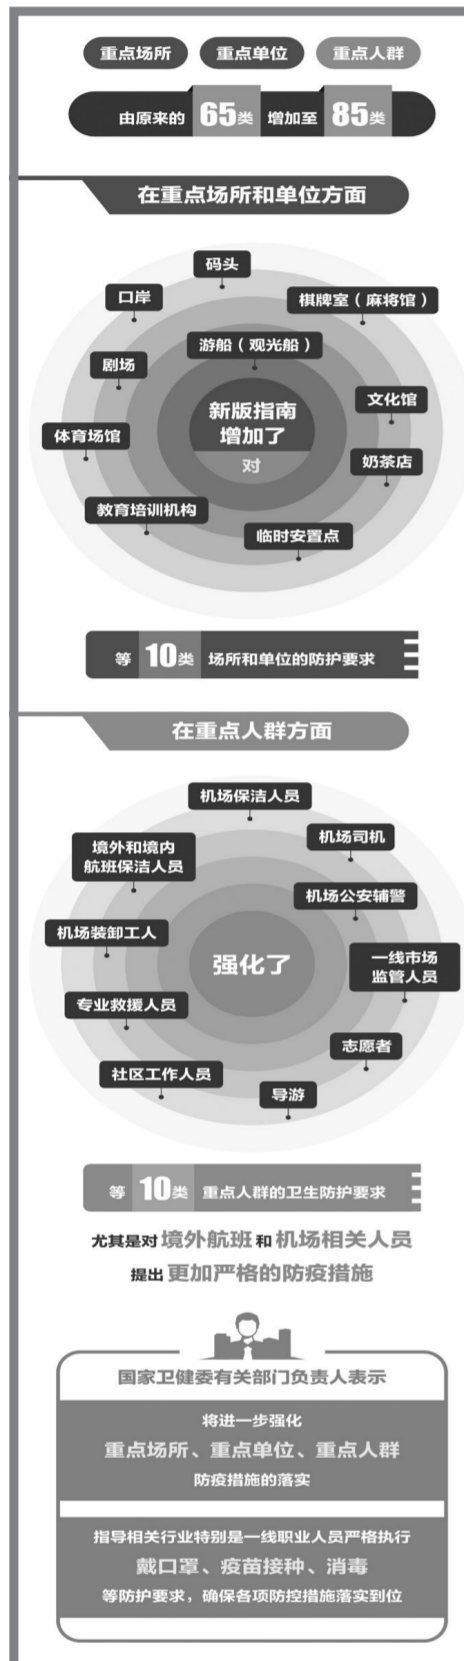 重点场所 重点单位 重点人群
由原来的 65类 增加至 85类
在重点场所和单位方面
码头
口岸
棋牌室（麻将馆）
游船（观光船）
剧场
文化馆
新版指南
增加了
对
体育场馆
奶茶店
教育培训机构
临时安置点
等 10类 场所和单位的防护要求
在重点人群方面
机场保洁人员
机场司机
境外和境内
航班保洁人员
机场公安辅警
机场装卸工人
强化了
一线市场
监管人员
专业救援人员
志愿者
社区工作人员
导游
等 10类 重点人群的卫生防护要求
尤其是对 境外航班 和 机场相关人员
提出 更加严格的防疫措施
国家卫健委有关部门负责人表示
将进一步强化
重点场所、重点单位、重点人群
防疫措施的落实
指导相关行业特别是一线职业人员严格执行
戴口罩、疫苗接种、消毒
等防护要求，确保各项防控措施落实到位